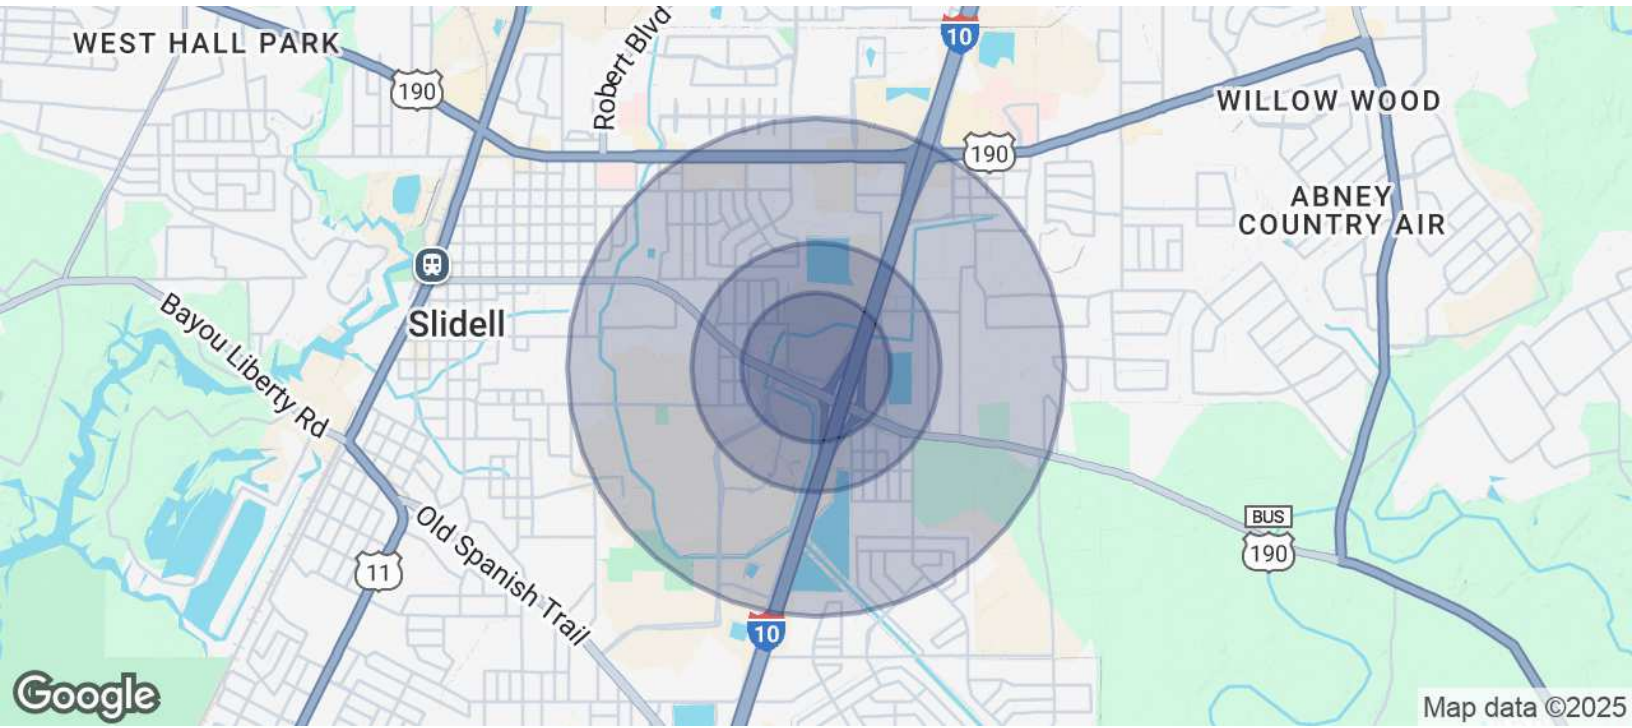 10
WEST HALL PARK
190
Robert Blvd
WILLOW WOOD
190
ABNEY
COUNTRY AIR
Slidell
Bayou Liberty Rd
Old Spanish Trail
BUS
190
11
10
Google
Map data ©2025